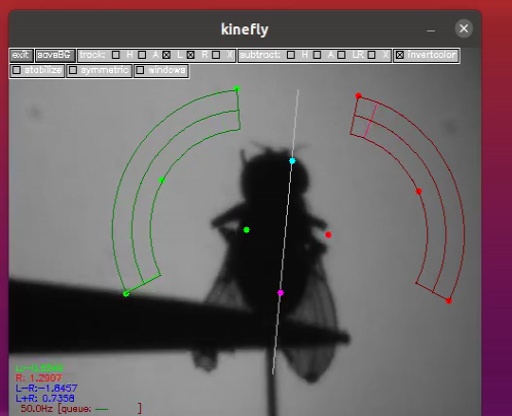 kinefly
exit saveBG track: H A L R X subtract: H A LR X invertcolor
stabilize symmetric windows
R: 1.2907
L-R:-1.8457
L+R: 0.7358
50.0Hz [queue: — ]